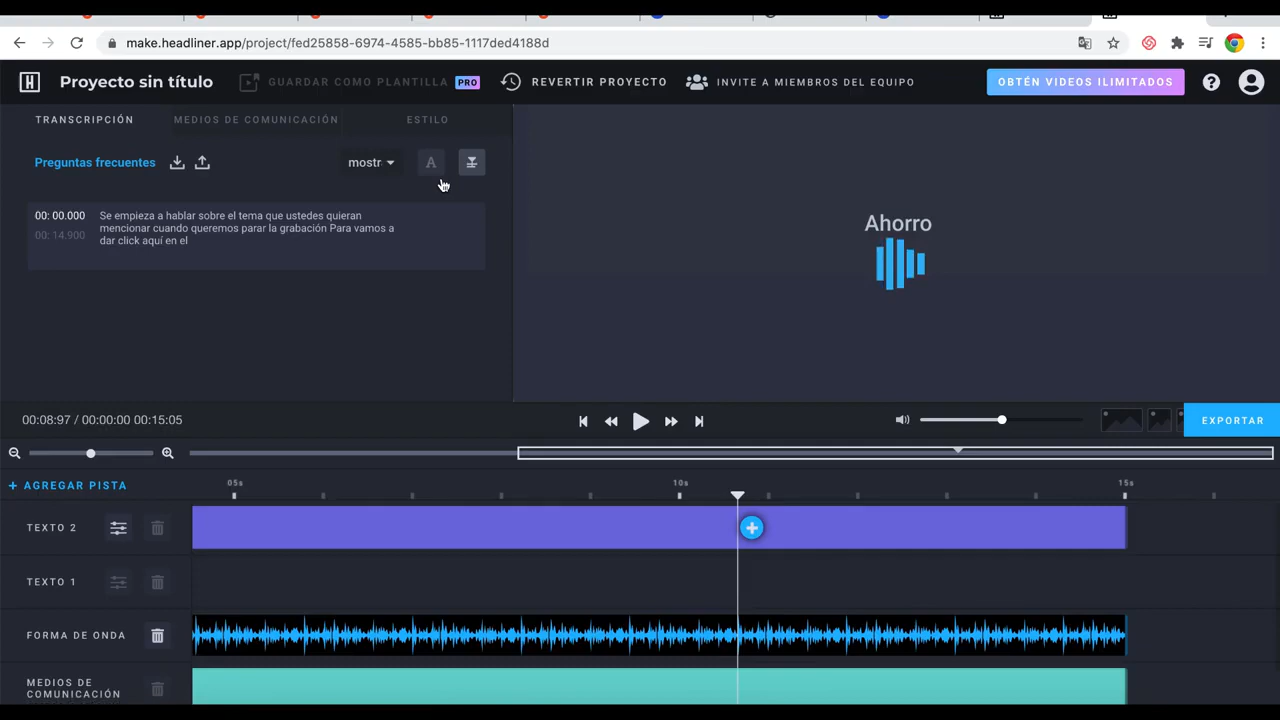 make.headliner.app/project/fed25858-6974-4585-bb85-1117ded4188d
H
Proyecto sin título
GUARDAR COMO PLANTILLA PRO
REVERTIR PROYECTO
INVITE A MIEMBROS DEL EQUIPO
OBTÉN VIDEOS ILIMITADOS
TRANSCRIPCIÓN
MEDIOS DE COMUNICACIÓN
ESTILO
Preguntas frecuentes
mostr
A
00: 00.000
00: 14.900
Se empieza a hablar sobre el tema que ustedes quieran
mencionar cuando queremos parar la grabación Para vamos a
dar click aquí en el
Ahorro
00:08:97 / 00:00:00 00:15:05
EXPORTAR
+ AGREGAR PISTA
05s
10s
15s
TEXTO 2
TEXTO 1
FORMA DE ONDA
MEDIOS DE
COMUNICACIÓN